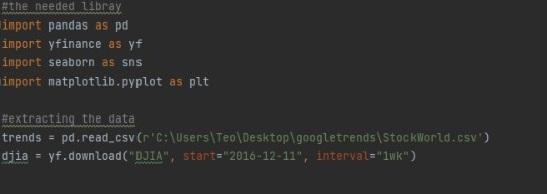 #the needed libray
import pandas as pd
import yfinance as yf
import seaborn as sns
import matplotlib.pyplot as plt
#extracting the data
trends = pd.read_csv(r'C:\Users\Teo\Desktop\googletrends\StockWorld.csv')
djia = yf.download("DJIA", start="2016-12-11", interval="1wk")